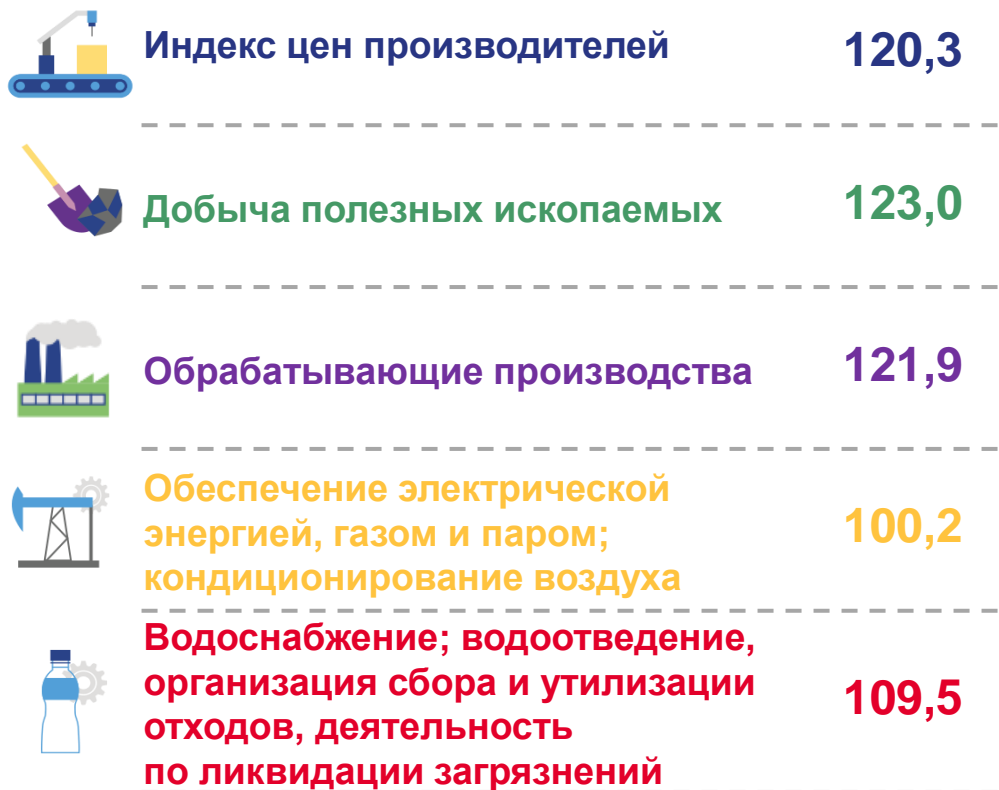 Индекс цен производителей
120,3
Добыча полезных ископаемых
123,0
Обрабатывающие производства
121,9
Обеспечение электрической
энергией, газом и паром;
кондиционирование воздуха
100,2
Водоснабжение; водоотведение,
организация сбора и утилизации
отходов, деятельность
по ликвидации загрязнений
109,5